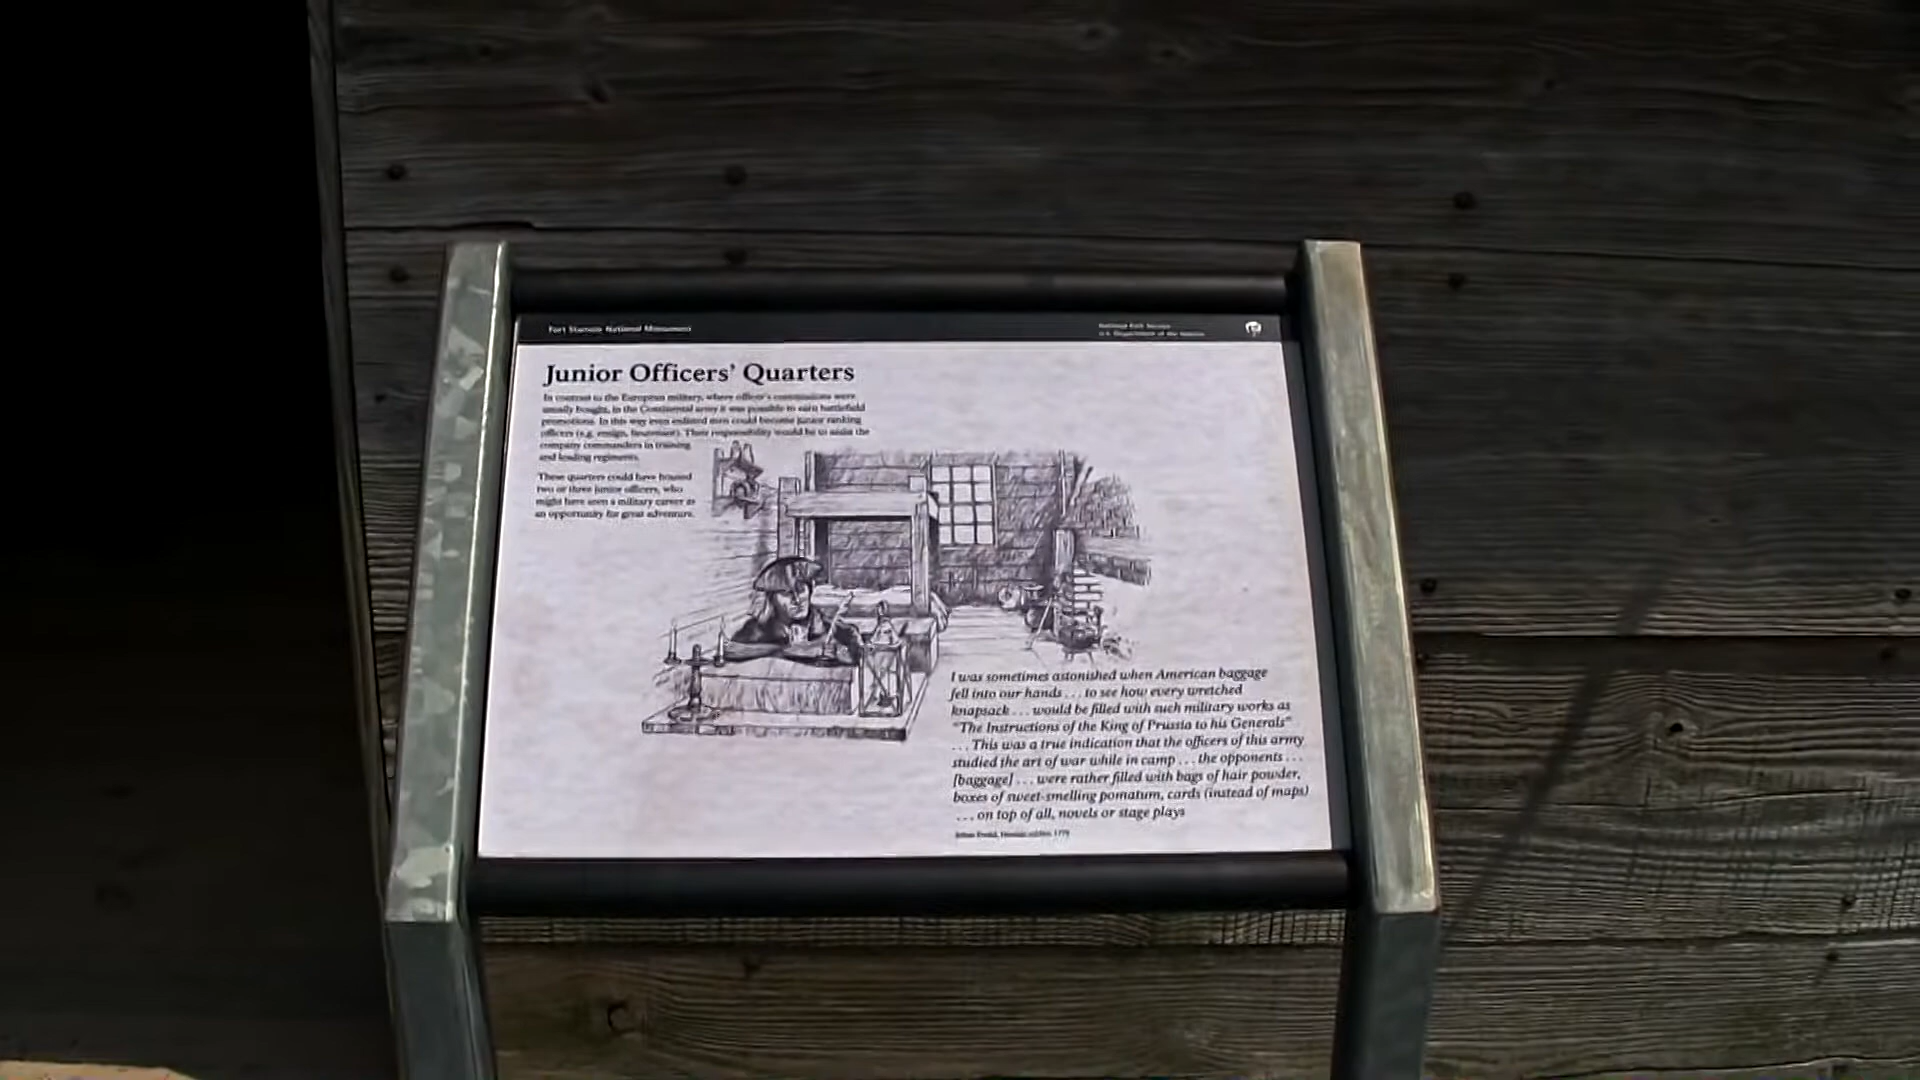 Fort Stanwix National Monument
National Park Service
U.S. Department of the Interior
Junior Officers' Quarters
In contrast to the European military, where officer's commissions were
usually bought, in the Continental army it was possible to earn battlefield
promotions. In this way even enlisted men could become junior ranking
officers (e.g. ensign, lieutenant). Their responsibility would be to assist the
company commanders in training
and leading regiments.
These quarters could have housed
two or three junior officers, who
might have seen a military career as
an opportunity for great adventure.
I was sometimes astonished when American baggage
fell into our hands . . . to see how every wretched
knapsack . . . would be filled with such military works as
"The Instructions of the King of Prussia to his Generals"
. . . This was a true indication that the officers of this army
studied the art of war while in camp . . . the opponents . . .
[baggage] . . . were rather filled with bags of hair powder,
boxes of sweet-smelling pomatum, cards (instead of maps)
. . . on top of all, novels or stage plays
Johan Ewald, Hessian soldier, 1779